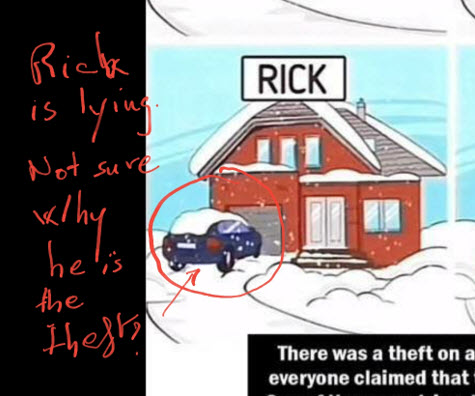 Rick
is lying.
Not sure
why
he is
the
theft?
RICK
There was a theft on a
everyone claimed that